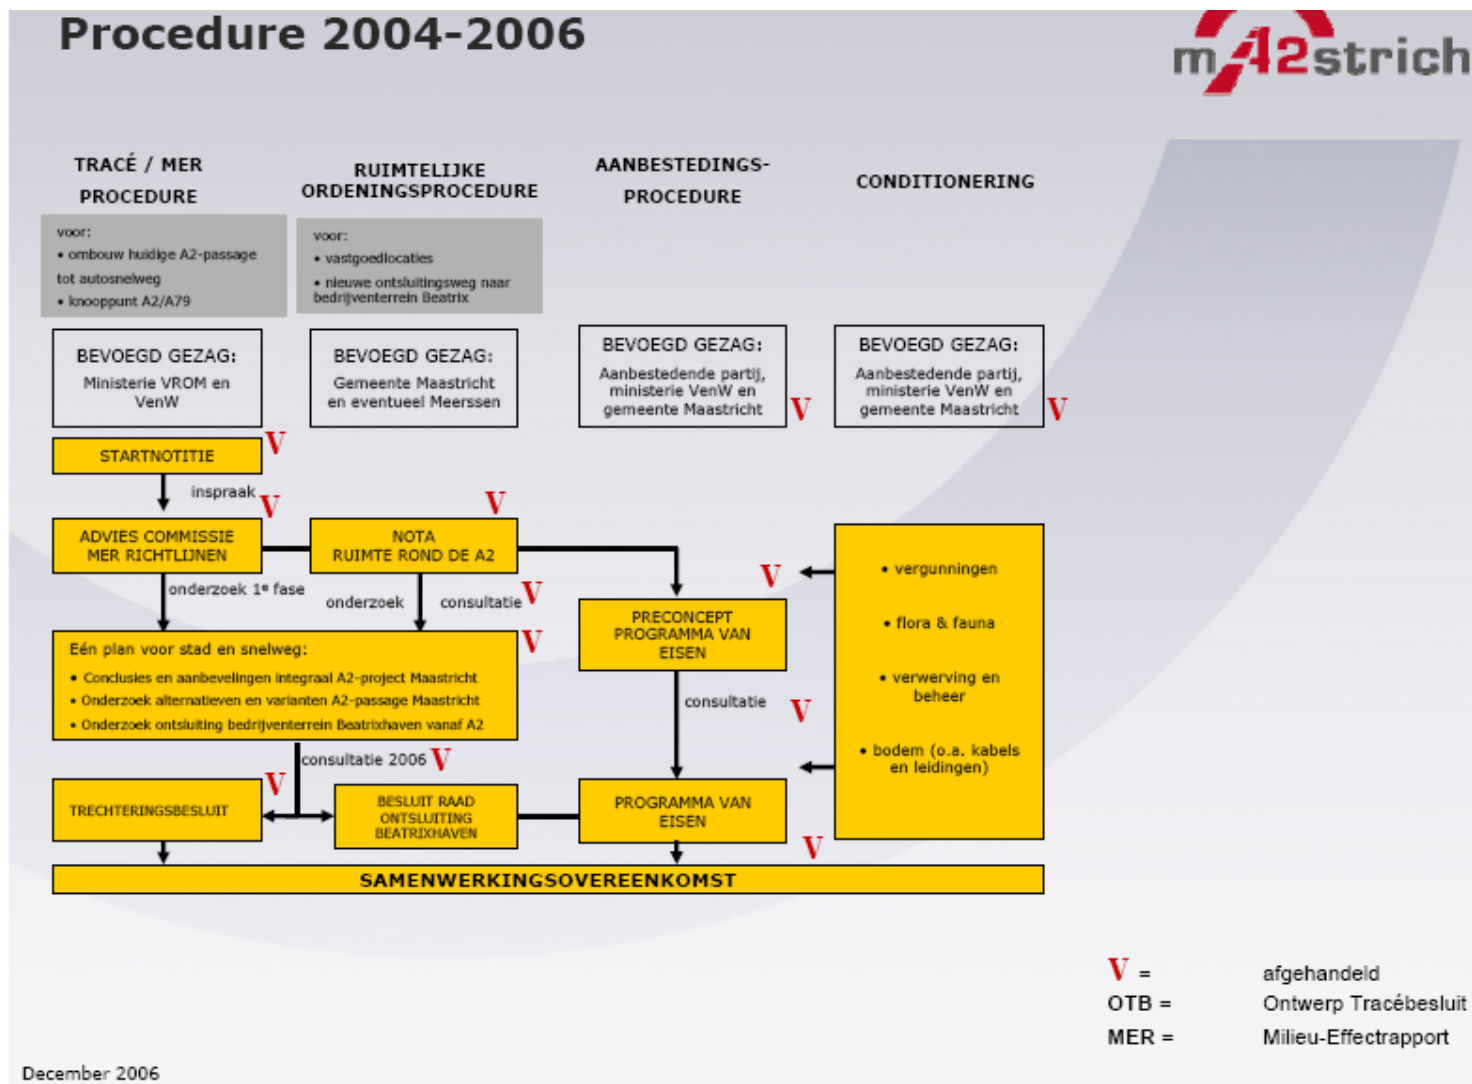 Procedure 2004-2006
mA2strich
TRACÉ / MER
PROCEDURE
voor:
• ombouw huidige A2-passage
tot autosnelweg
• knooppunt A2/A79
BEVOEGD GEZAG:
Ministerie VROM en
VenW
V
RUIMTELIJKE
ORDENINGSPROCEDURE
voor:
• vastgoedlocaties
• nieuwe ontsluitingsweg naar
bedrijventerrein Beatrix
BEVOEGD GEZAG:
Gemeente Maastricht
en eventueel Meerssen
AANBESTEDINGS-
PROCEDURE
BEVOEGD GEZAG:
Aanbestedende partij,
ministerie VenW en
gemeente Maastricht
V
CONDITIONERING
BEVOEGD GEZAG:
Aanbestedende partij,
ministerie VenW en
gemeente Maastricht
V
STARTNOTITIE
inspraak
V
ADVIES COMMISSIE
MER RICHTLIJNEN
V
NOTA
RUIMTE ROND DE A2
onderzoek 1e fase
onderzoek
consultatie
V
Eén plan voor stad en snelweg:
• Conclusies en aanbevelingen integraal A2-project Maastricht
• Onderzoek alternatieven en varianten A2-passage Maastricht
• Onderzoek ontsluiting bedrijventerrein Beatrixhaven vanaf A2
V
consultatie 2006
V
V
TRECHTERINGSBESLUIT
BESLUIT RAAD
ONTSLUITING
BEATRIXHAVEN
V
PRECONCEPT
PROGRAMMA VAN
EISEN
consultatie
V
PROGRAMMA VAN
EISEN
V
• vergunningen
• flora & fauna
• verwerving en
beheer
• bodem (o.a. kabels
en leidingen)
SAMENWERKINGSOVEREENKOMST
V = afgehandeld
OTB = Ontwerp Tracébesluit
MER = Milieu-Effectrapport
December 2006